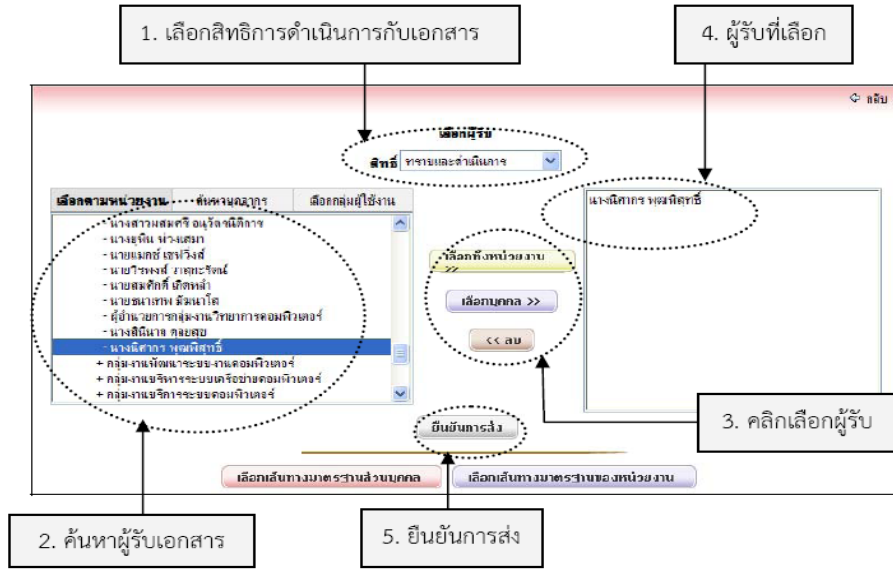 1. เลือกสิทธิการดำเนินการกับเอกสาร
4. ผู้รับที่เลือก
กลับ
เลือกผู้รับ
สิทธิ์ ทราบและดำเนินการ
เลือกตามหน่วยงาน ค้นหาบุคลากร เลือกกลุ่มผู้ใช้งาน
นางนิศากร พุฒพิสุทธิ์
- นางยุพิน พ่วงเสมา
- นายสมศักดิ์ เกิดหล้า
- ผู้อำนวยการกลุ่มงานวิทยาการคอมพิวเตอร์
- นางนิศากร พุฒพิสุทธิ์
+ กลุ่มงานพัฒนาระบบงานคอมพิวเตอร์
+ กลุ่มงานบริหารระบบเครือข่ายคอมพิวเตอร์
+ กลุ่มงานบริการระบบคอมพิวเตอร์
เลือกทั้งหน่วยงาน >>
เลือกบุคคล >>
<< ลบ
3. คลิกเลือกผู้รับ
ยืนยันการส่ง
เลือกเส้นทางมาตรฐานส่วนบุคคล เลือกเส้นทางมาตรฐานของหน่วยงาน
2. ค้นหาผู้รับเอกสาร
5. ยืนยันการส่ง